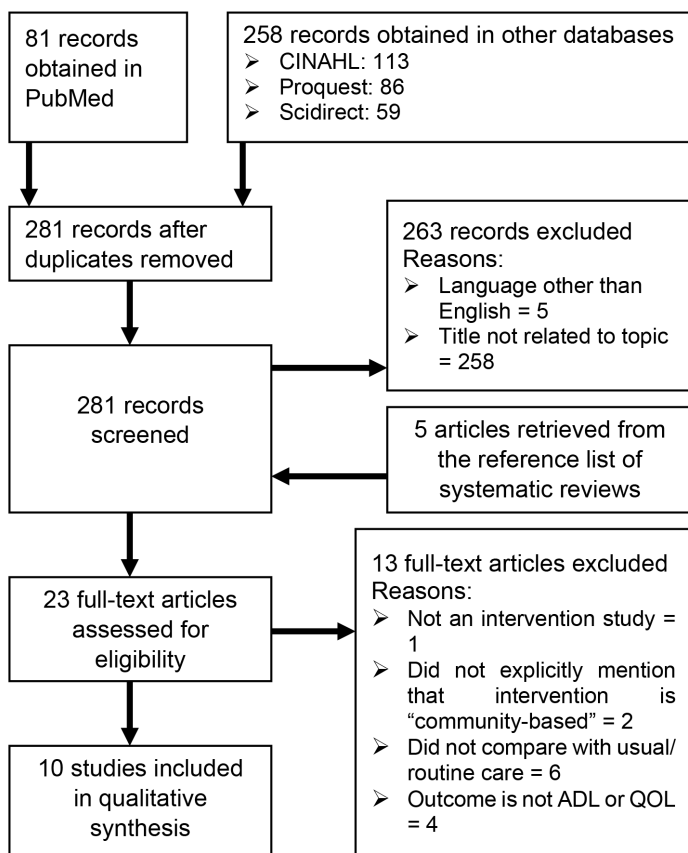 81 records
obtained in
PubMed
258 records obtained in other databases
➢ CINAHL: 113
➢ Proquest: 86
➢ Scidirect: 59
281 records after
duplicates removed
263 records excluded
Reasons:
➢ Language other than
English = 5
➢ Title not related to topic
= 258
281 records
screened
5 articles retrieved from
the reference list of
systematic reviews
23 full-text articles
assessed for
eligibility
13 full-text articles excluded
Reasons:
➢ Not an intervention study =
1
➢ Did not explicitly mention
that intervention is
“community-based” = 2
➢ Did not compare with usual/
routine care = 6
➢ Outcome is not ADL or QOL
= 4
10 studies included
in qualitative
synthesis